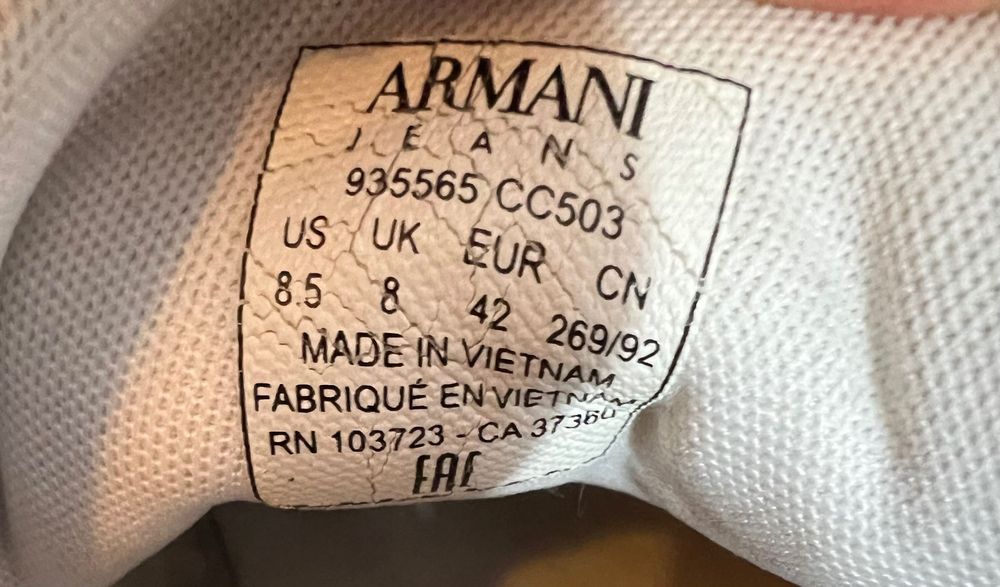 ARMANI
JEANS
935565 CC503
US UK EUR CN
8.5 8 42 269/92
MADE IN VIETNAM
FABRIQUÉ EN VIETNAM
RN 103723 - CA 37360
EAC